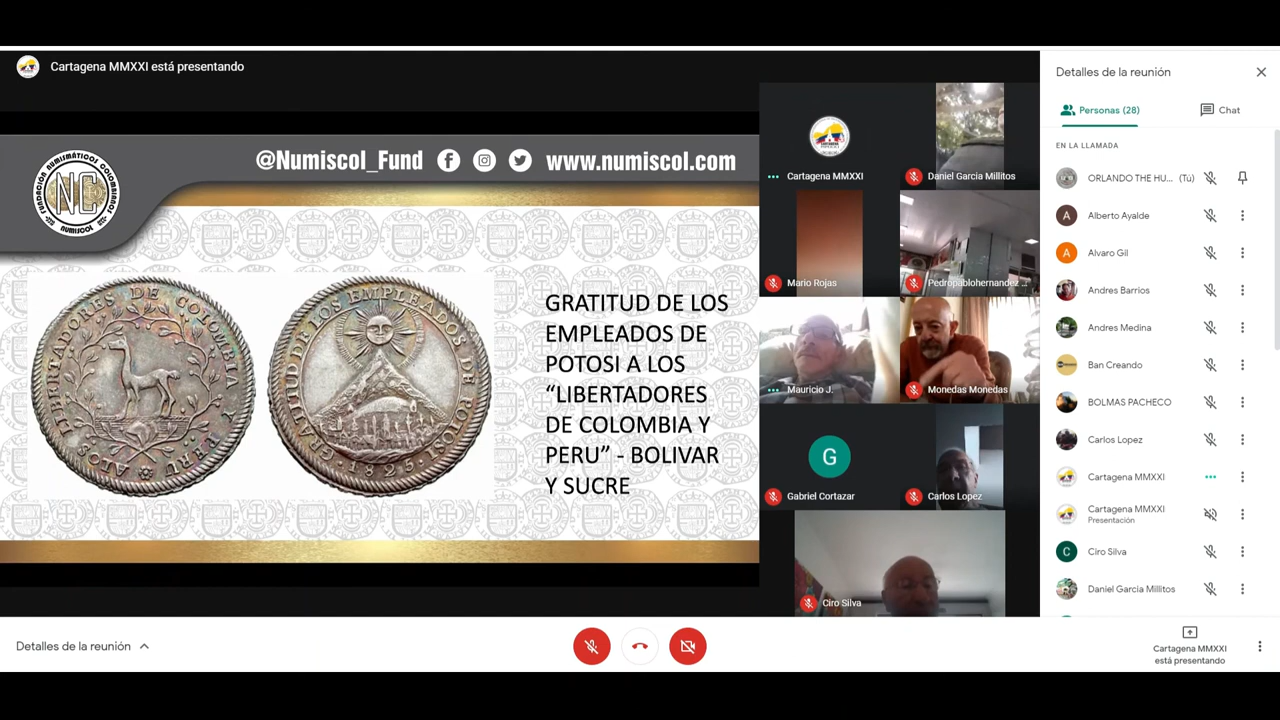 Cartagena MMXXI está presentando
@Numiscol_Fund
www.numiscol.com
FUNDACIÓN NUMISMÁTICOS COLOMBIANOS
NC
NUMISCOL
ALOS LIBERTADORES DE COLOMBIA Y PERU
GRATITUD DE LOS EMPLEADOS DE POTOSI
.1825.
GRATITUD DE LOS
EMPLEADOS DE
POTOSI A LOS
“LIBERTADORES
DE COLOMBIA Y
PERU” - BOLIVAR
Y SUCRE
Cartagena MMXXI
Daniel Garcia Millitos
Mario Rojas
Pedropablohernandez ...
Mauricio J.
Monedas Monedas
G
Gabriel Cortazar
Carlos Lopez
Ciro Silva
Detalles de la reunión
Personas (28)
Chat
EN LA LLAMADA
ORLANDO THE HU... (Tú)
A
Alberto Ayalde
A
Alvaro Gil
Andres Barrios
Andres Medina
Ban Creando
BOLMAS PACHECO
Carlos Lopez
Cartagena MMXXI
Cartagena MMXXI
Presentación
C
Ciro Silva
Daniel Garcia Millitos
Detalles de la reunión
Cartagena MMXXI
está presentando